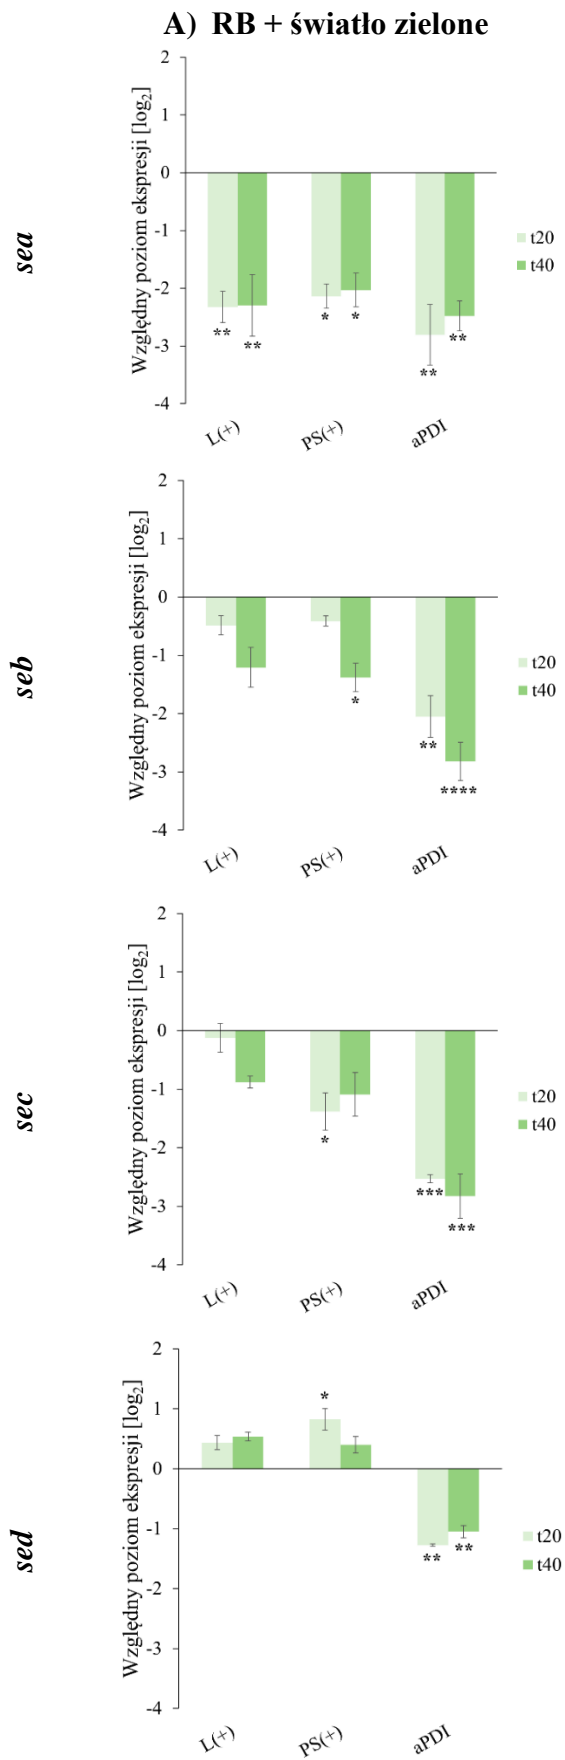 A) RB + światło zielone
sea
Względny poziom ekspresji [log2]
2
1
0
-1
-2
-3
-4
** ** * * ** **
L(+) PS(+) aPDI
t20
t40
seb
Względny poziom ekspresji [log2]
2
1
0
-1
-2
-3
-4
* ** ****
L(+) PS(+) aPDI
t20
t40
sec
Względny poziom ekspresji [log2]
2
1
0
-1
-2
-3
-4
* *** ***
L(+) PS(+) aPDI
t20
t40
sed
Względny poziom ekspresji [log2]
2
1
0
-1
-2
-3
-4
* ** **
L(+) PS(+) aPDI
t20
t40